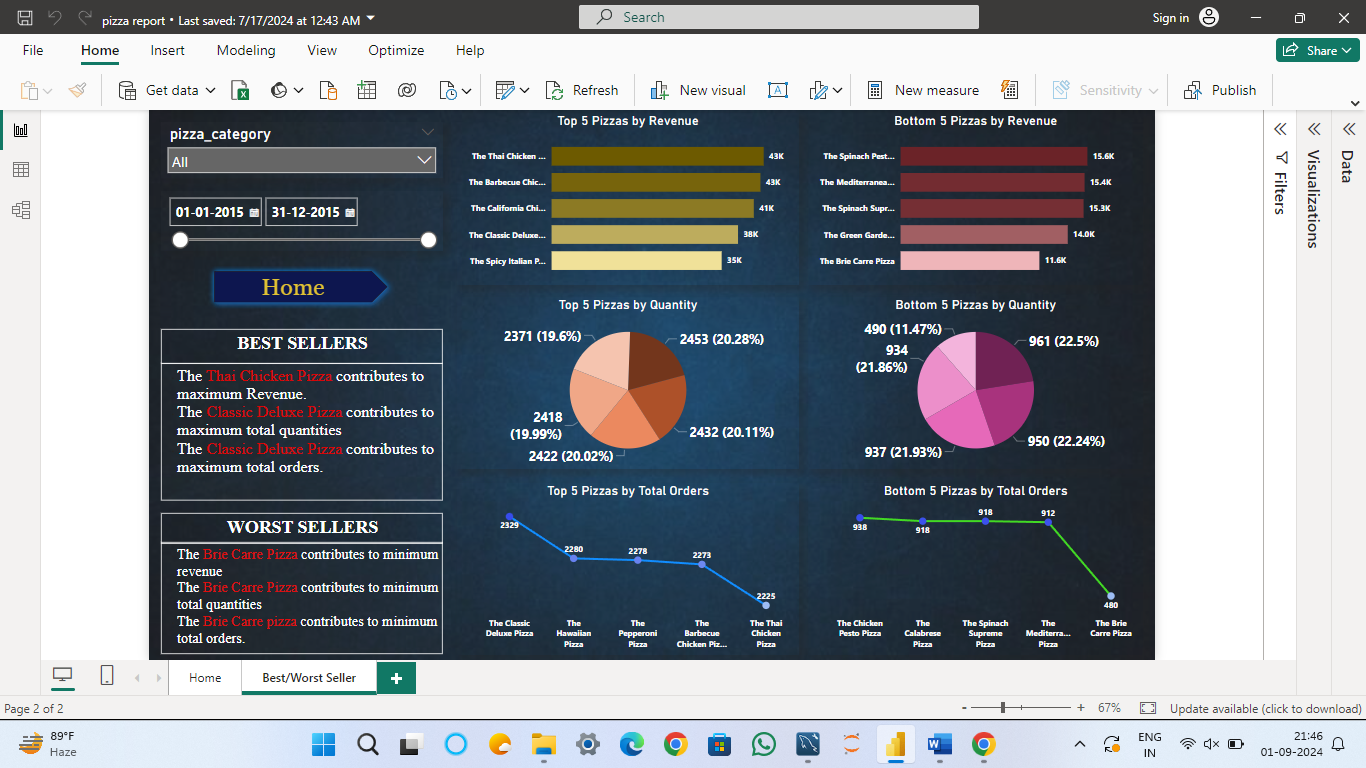 pizza report • Last saved: 7/17/2024 at 12:43 AM
Search
Sign in
File Home Insert Modeling View Optimize Help
Share
Get data
Refresh
New visual
New measure
Sensitivity
Publish
pizza_category
All
01-01-2015 31-12-2015
Home
BEST SELLERS
The Thai Chicken Pizza contributes to
maximum Revenue.
The Classic Deluxe Pizza contributes to
maximum total quantities
The Classic Deluxe Pizza contributes to
maximum total orders.
WORST SELLERS
The Brie Carre Pizza contributes to minimum
revenue
The Brie Carre Pizza contributes to minimum
total quantities
The Brie Carre pizza contributes to minimum
total orders.
Top 5 Pizzas by Revenue
The Thai Chicken ... 43K
The Barbecue Chic... 43K
The California Chi... 41K
The Classic Deluxe... 38K
The Spicy Italian P... 35K
Bottom 5 Pizzas by Revenue
The Spinach Pest... 15.6K
The Mediterranea... 15.4K
The Spinach Supr... 15.3K
The Green Garde... 14.0K
The Brie Carre Pizza 11.6K
Top 5 Pizzas by Quantity
2371 (19.6%)
2453 (20.28%)
2418
(19.99%)
2432 (20.11%)
2422 (20.02%)
Bottom 5 Pizzas by Quantity
490 (11.47%)
961 (22.5%)
934
(21.86%)
950 (22.24%)
937 (21.93%)
Top 5 Pizzas by Total Orders
2329
2280
2278
2273
2225
The Classic
Deluxe Pizza
The
Hawaiian
Pizza
The
Pepperoni
Pizza
The
Barbecue
Chicken Piz...
The Thai
Chicken
Pizza
Bottom 5 Pizzas by Total Orders
938
918
918
912
480
The Chicken
Pesto Pizza
The
Calabrese
Pizza
The Spinach
Supreme
Pizza
The
Mediterra...
Pizza
The Brie
Carre Pizza
Filters
Visualizations
Data
Home
Best/Worst Seller
+
Page 2 of 2
- + 67%
Update available (click to download)
89°F
Haze
ENG
IN
21:46
01-09-2024